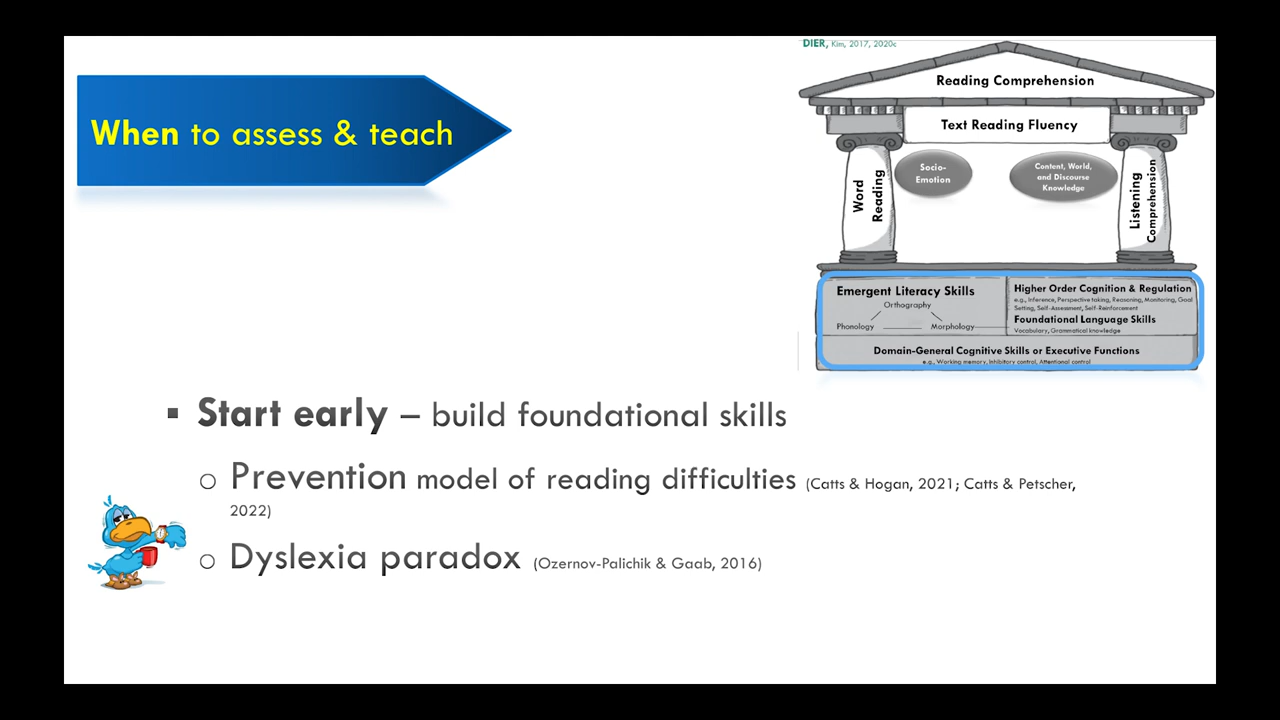 DIER, Kim, 2017, 2020c
When to assess & teach
Reading Comprehension
Text Reading Fluency
Word
Reading
Socio-
Emotion
Content, World,
and Discourse
Knowledge
Listening
Comprehension
Emergent Literacy Skills
Orthography
Phonology
Morphology
Higher Order Cognition & Regulation
e.g., Inference, Perspective taking, Reasoning, Monitoring, Goal
Setting, Self-Assessment, Self-Reinforcement
Foundational Language Skills
Vocabulary, Grammatical knowledge
Domain-General Cognitive Skills or Executive Functions
e.g., Working memory, Inhibitory control, Attentional control
▪ Start early – build foundational skills
o Prevention model of reading difficulties (Catts & Hogan, 2021; Catts & Petscher,
2022)
o Dyslexia paradox (Ozernov-Palichik & Gaab, 2016)